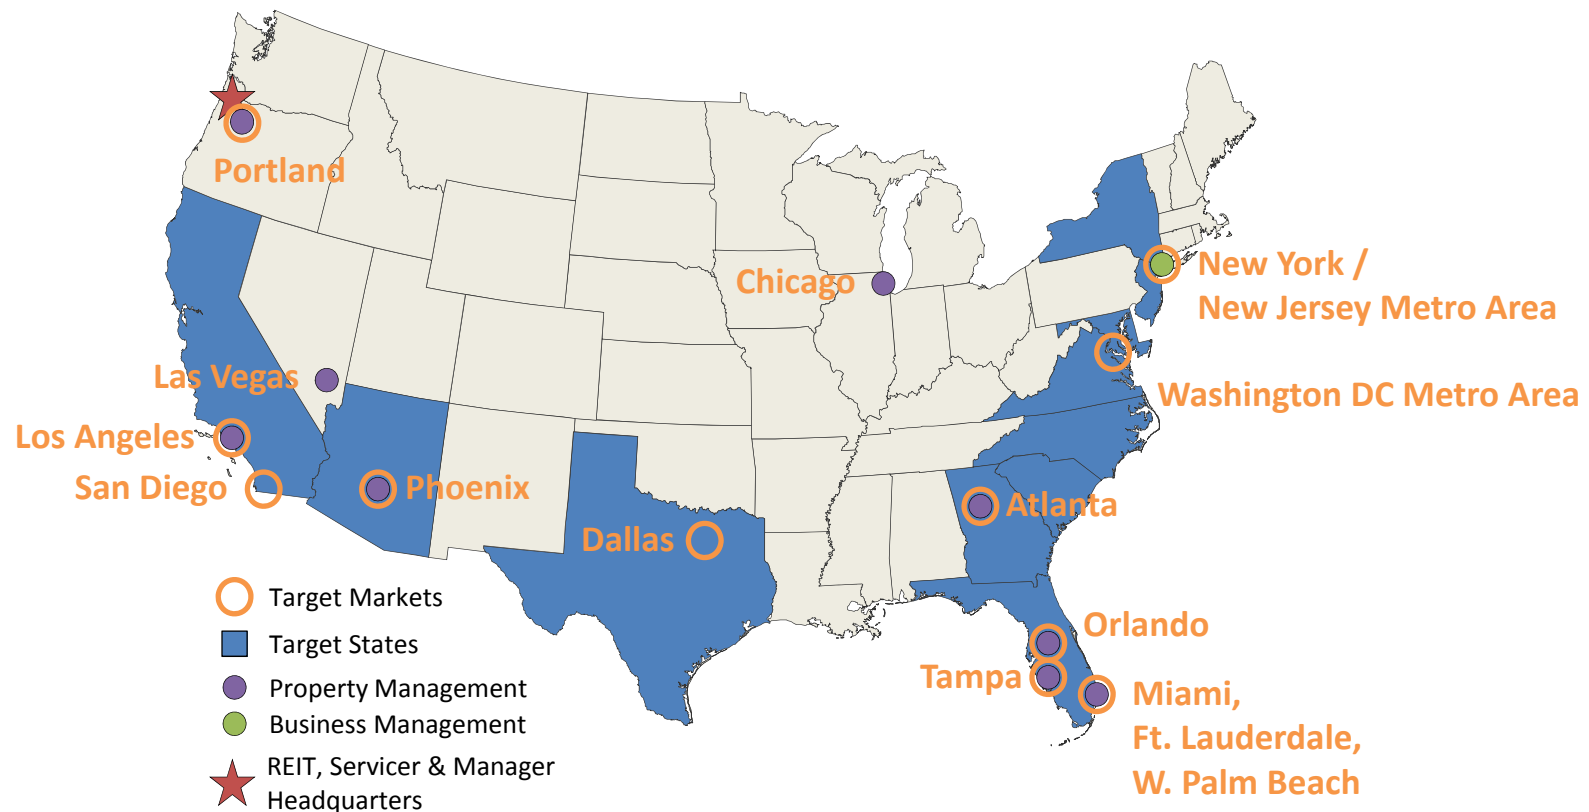 Portland
New York /
New Jersey Metro Area
Chicago
Las Vegas
Washington DC Metro Area
Los Angeles
San Diego
Phoenix
Atlanta
Dallas
Target Markets
Target States
Property Management
Business Management
REIT, Servicer & Manager
Headquarters
Orlando
Tampa
Miami,
Ft. Lauderdale,
W. Palm Beach